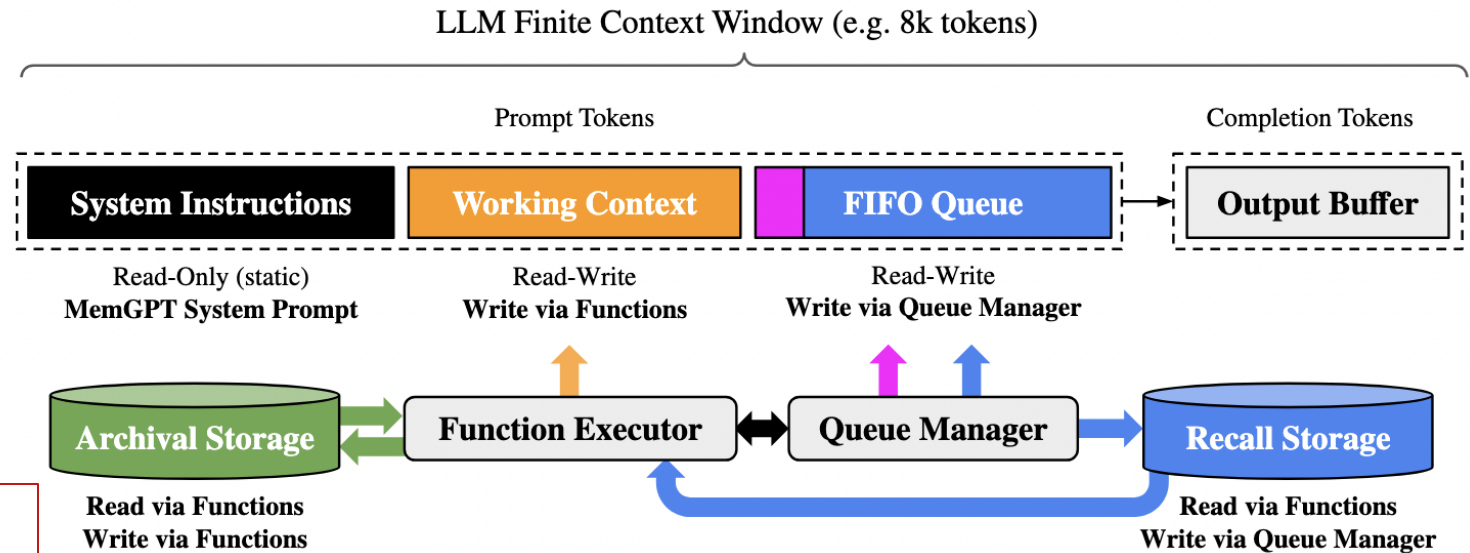 LLM Finite Context Window (e.g. 8k tokens)
Prompt Tokens
Completion Tokens
System Instructions
Working Context
FIFO Queue
Output Buffer
Read-Only (static)
MemGPT System Prompt
Read-Write
Write via Functions
Read-Write
Write via Queue Manager
Archival Storage
Function Executor
Queue Manager
Recall Storage
Read via Functions
Write via Functions
Read via Functions
Write via Queue Manager